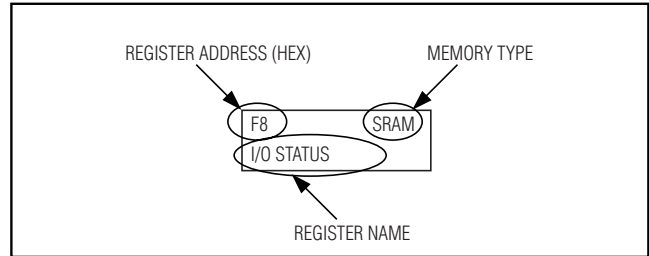 REGISTER ADDRESS (HEX)
MEMORY TYPE
F8
SRAM
I/O STATUS
REGISTER NAME